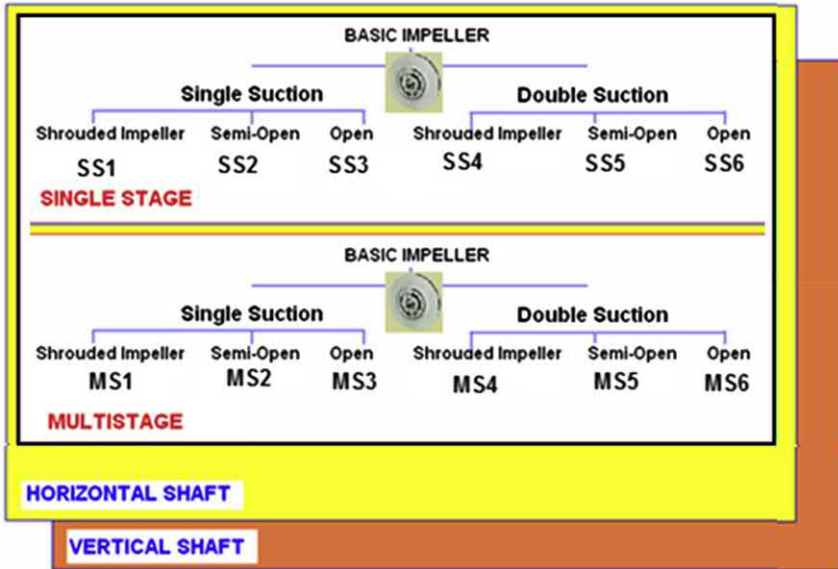 BASIC IMPELLER
Single Suction Double Suction
Shrouded Impeller Semi-Open Open Shrouded Impeller Semi-Open Open
SS1 SS2 SS3 SS4 SS5 SS6
SINGLE STAGE
BASIC IMPELLER
Single Suction Double Suction
Shrouded Impeller Semi-Open Open Shrouded Impeller Semi-Open Open
MS1 MS2 MS3 MS4 MS5 MS6
MULTISTAGE
HORIZONTAL SHAFT
VERTICAL SHAFT